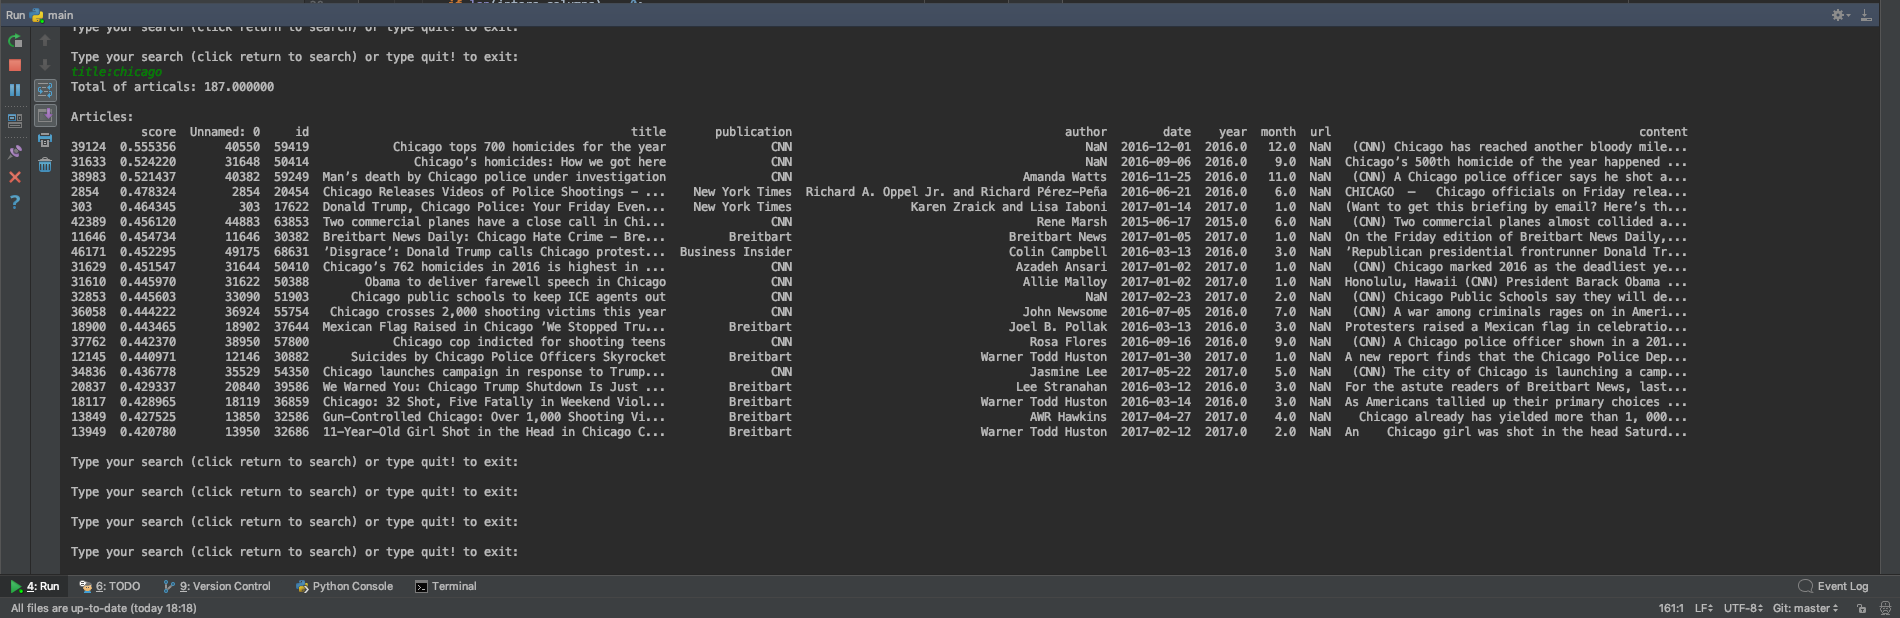 if len(intero_columns) = 0:
Run main
Type your search (click return to search) or type quit! to exit:
Type your search (click return to search) or type quit! to exit:
title:chicago
Total of articals: 187.000000
Articles:
score Unnamed: 0 id title publication author date year month url content
39124 0.555356 40550 59419 Chicago tops 700 homicides for the year CNN NaN 2016-12-01 2016.0 12.0 NaN (CNN) Chicago has reached another bloody mile...
31633 0.524220 31648 50414 Chicago's homicides: How we got here CNN NaN 2016-09-06 2016.0 9.0 NaN Chicago's 500th homicide of the year happened ...
38983 0.521437 40382 59249 Man's death by Chicago police under investigation CNN Amanda Watts 2016-11-25 2016.0 11.0 NaN (CNN) A Chicago police officer says he shot a...
2854 0.478324 2854 20454 Chicago Releases Videos of Police Shootings – ... New York Times Richard A. Oppel Jr. and Richard Pérez-Peña 2016-06-21 2016.0 6.0 NaN CHICAGO — Chicago officials on Friday relea...
303 0.464345 303 17622 Donald Trump, Chicago Police: Your Friday Even... New York Times Karen Zraick and Lisa Iaboni 2017-01-14 2017.0 1.0 NaN (Want to get this briefing by email? Here's th...
42389 0.456120 44883 63853 Two commercial planes have a close call in Chi... CNN Rene Marsh 2015-06-17 2015.0 6.0 NaN (CNN) Two commercial planes almost collided a...
11646 0.454734 11646 30382 Breitbart News Daily: Chicago Hate Crime – Bre... Breitbart Breitbart News 2017-01-05 2017.0 1.0 NaN On the Friday edition of Breitbart News Daily,...
46171 0.452295 49175 68631 'Disgrace': Donald Trump calls Chicago protest... Business Insider Colin Campbell 2016-03-13 2016.0 3.0 NaN 'Republican presidential frontrunner Donald Tr...
31629 0.451547 31644 50410 Chicago's 762 homicides in 2016 is highest in ... CNN Azadeh Ansari 2017-01-02 2017.0 1.0 NaN (CNN) Chicago marked 2016 as the deadliest ye...
31610 0.445970 31622 50388 Obama to deliver farewell speech in Chicago CNN Allie Malloy 2017-01-02 2017.0 1.0 NaN Honolulu, Hawaii (CNN) President Barack Obama ...
32853 0.445603 33090 51903 Chicago public schools to keep ICE agents out CNN NaN 2017-02-23 2017.0 2.0 NaN (CNN) Chicago Public Schools say they will de...
36058 0.444222 36924 55754 Chicago crosses 2,000 shooting victims this year CNN John Newsome 2016-07-05 2016.0 7.0 NaN (CNN) A war among criminals rages on in Ameri...
18900 0.443465 18902 37644 Mexican Flag Raised in Chicago 'We Stopped Tru... Breitbart Joel B. Pollak 2016-03-13 2016.0 3.0 NaN Protesters raised a Mexican flag in celebratio...
37762 0.442370 38950 57800 Chicago cop indicted for shooting teens CNN Rosa Flores 2016-09-16 2016.0 9.0 NaN (CNN) A Chicago police officer shown in a 201...
12145 0.440971 12146 30882 Suicides by Chicago Police Officers Skyrocket Breitbart Warner Todd Huston 2017-01-30 2017.0 1.0 NaN A new report finds that the Chicago Police Dep...
34836 0.436778 35529 54350 Chicago launches campaign in response to Trump... CNN Jasmine Lee 2017-05-22 2017.0 5.0 NaN (CNN) The city of Chicago is launching a camp...
20837 0.429337 20840 39586 We Warned You: Chicago Trump Shutdown Is Just ... Breitbart Lee Stranahan 2016-03-12 2016.0 3.0 NaN For the astute readers of Breitbart News, last...
18117 0.428965 18119 36859 Chicago: 32 Shot, Five Fatally in Weekend Viol... Breitbart Warner Todd Huston 2016-03-14 2016.0 3.0 NaN As Americans tallied up their primary choices ...
13849 0.427525 13850 32586 Gun-Controlled Chicago: Over 1,000 Shooting Vi... Breitbart AWR Hawkins 2017-04-27 2017.0 4.0 NaN Chicago already has yielded more than 1, 000...
13949 0.420780 13950 32686 11-Year-Old Girl Shot in the Head in Chicago C... Breitbart Warner Todd Huston 2017-02-12 2017.0 2.0 NaN An Chicago girl was shot in the head Saturd...
Type your search (click return to search) or type quit! to exit:
Type your search (click return to search) or type quit! to exit:
Type your search (click return to search) or type quit! to exit:
Type your search (click return to search) or type quit! to exit:
4: Run 6: TODO 9: Version Control Python Console Terminal Event Log
All files are up-to-date (today 18:18) 161:1 LF UTF-8 Git: master